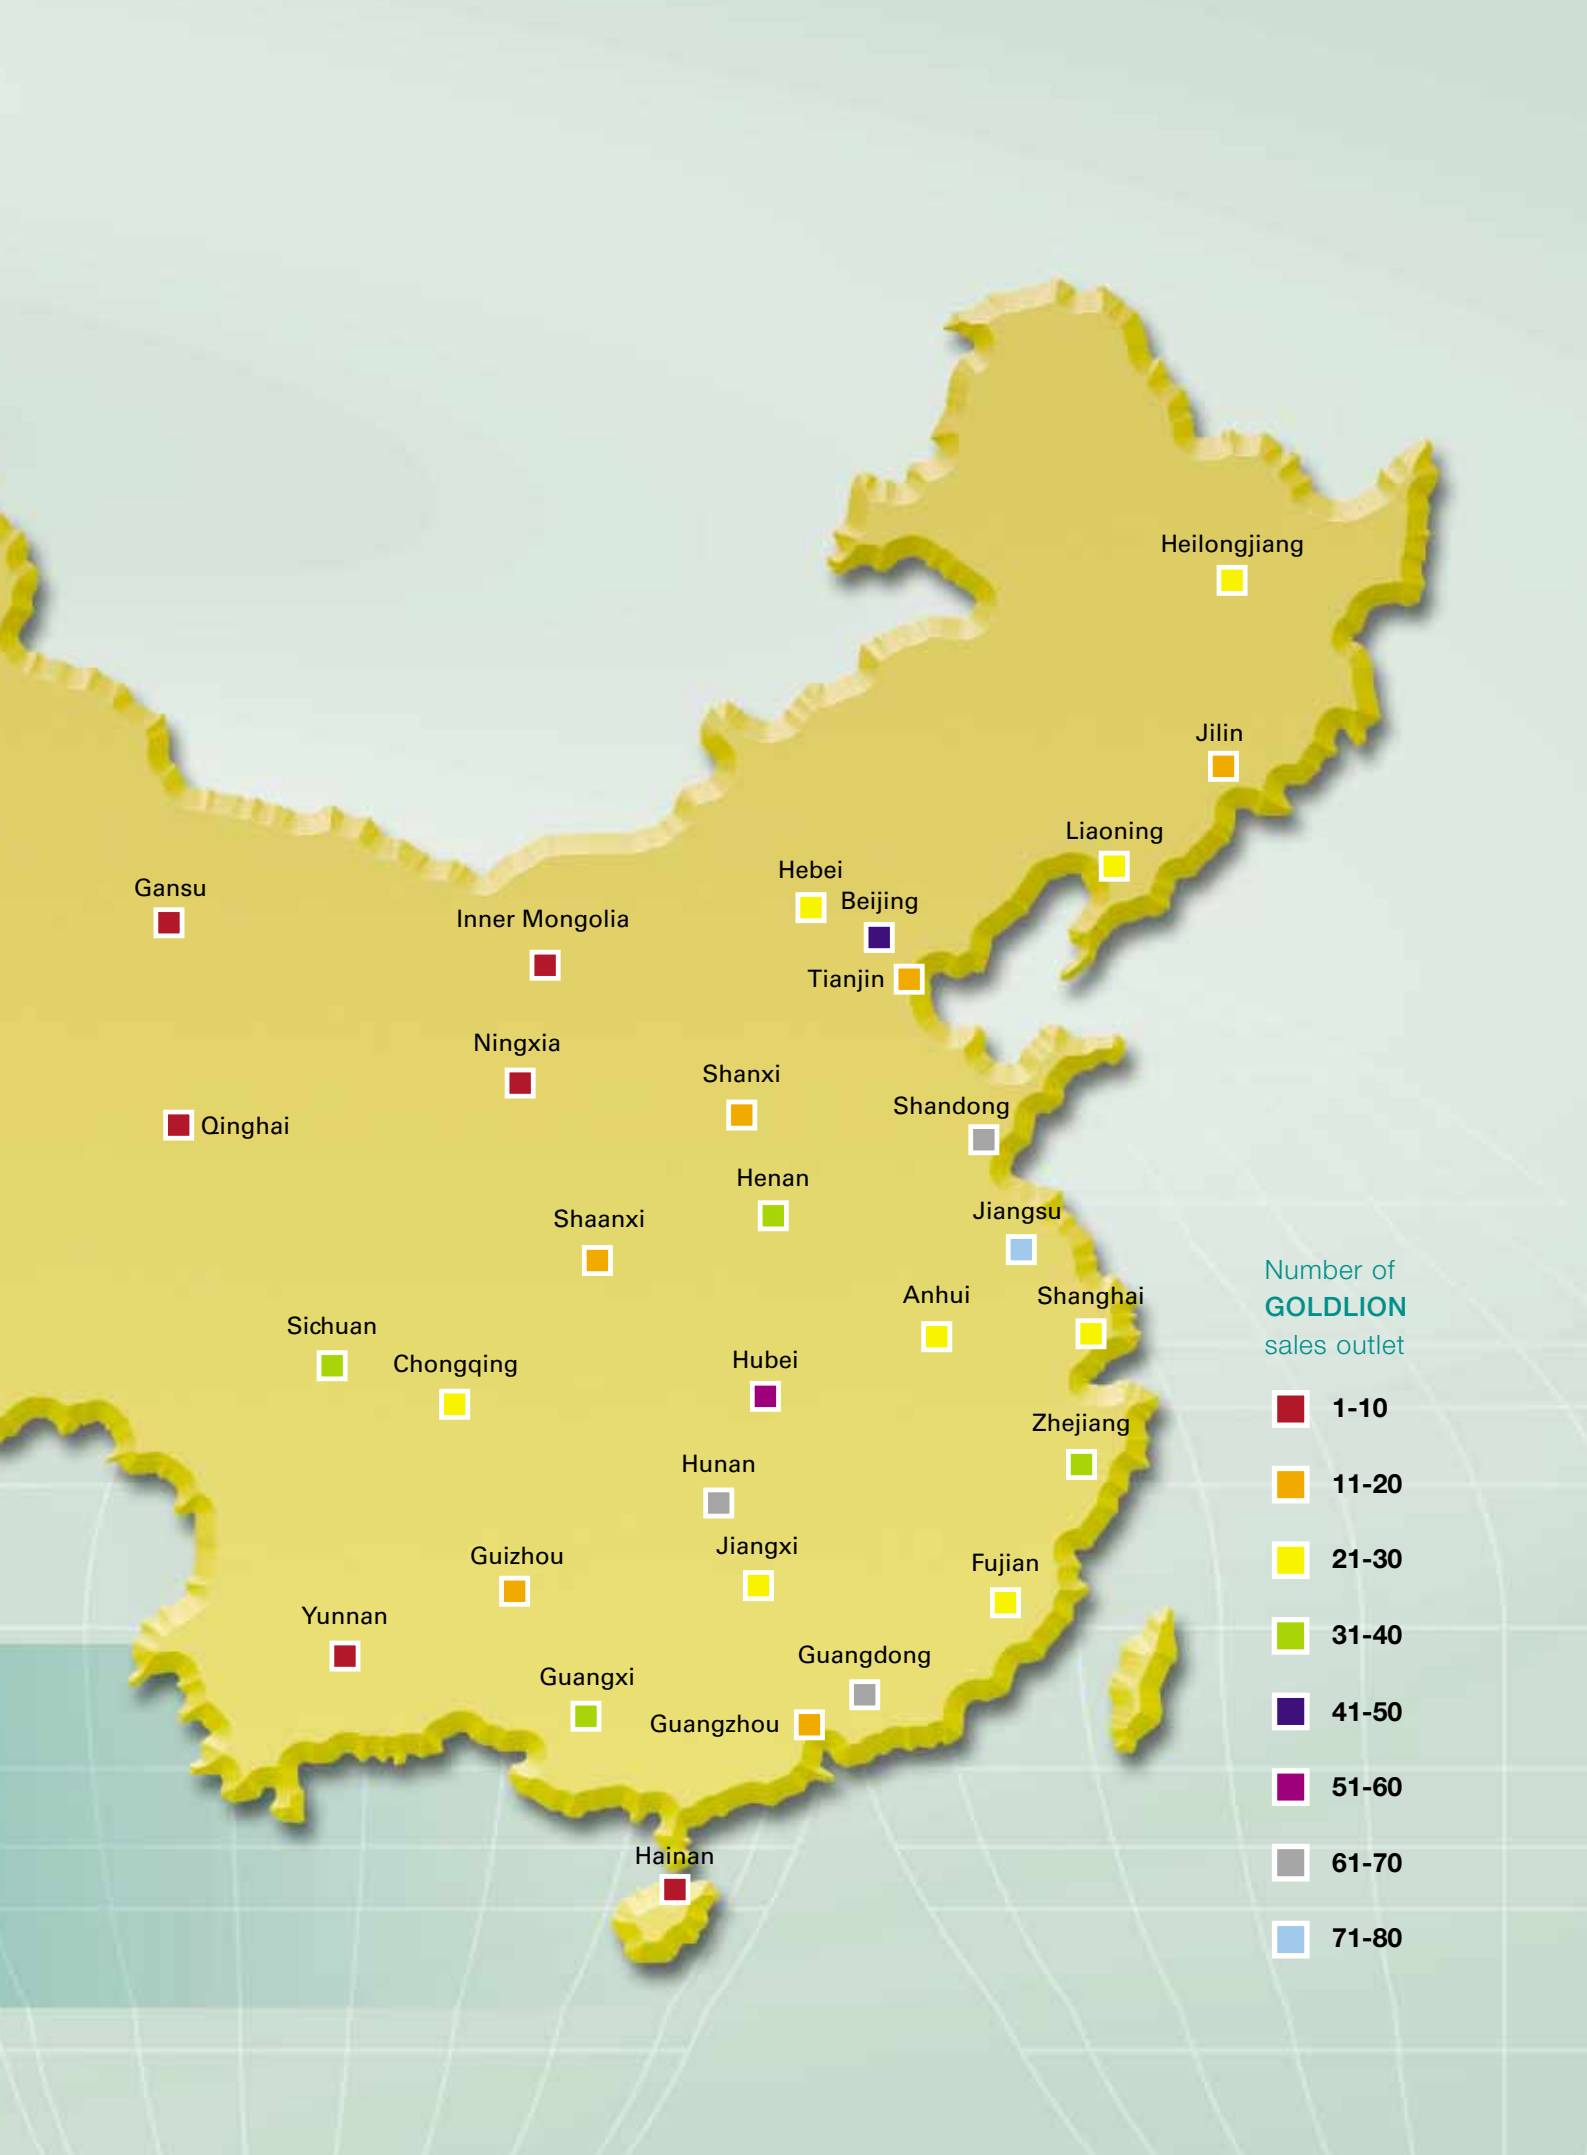 Heilongjiang
Jilin
Liaoning
Hebei
Gansu
Beijing
Inner Mongolia
Tianjin
Ningxia
Shanxi
Shandong
Qinghai
Henan
Jiangsu
Shaanxi
Anhui
Shanghai
Sichuan
Chongqing
Hubei
Zhejiang
Hunan
Jiangxi
Guizhou
Fujian
Yunnan
Guangdong
Guangxi
Guangzhou
Hainan
Number of
GOLDLION
sales outlet
1-10
11-20
21-30
31-40
41-50
51-60
61-70
71-80